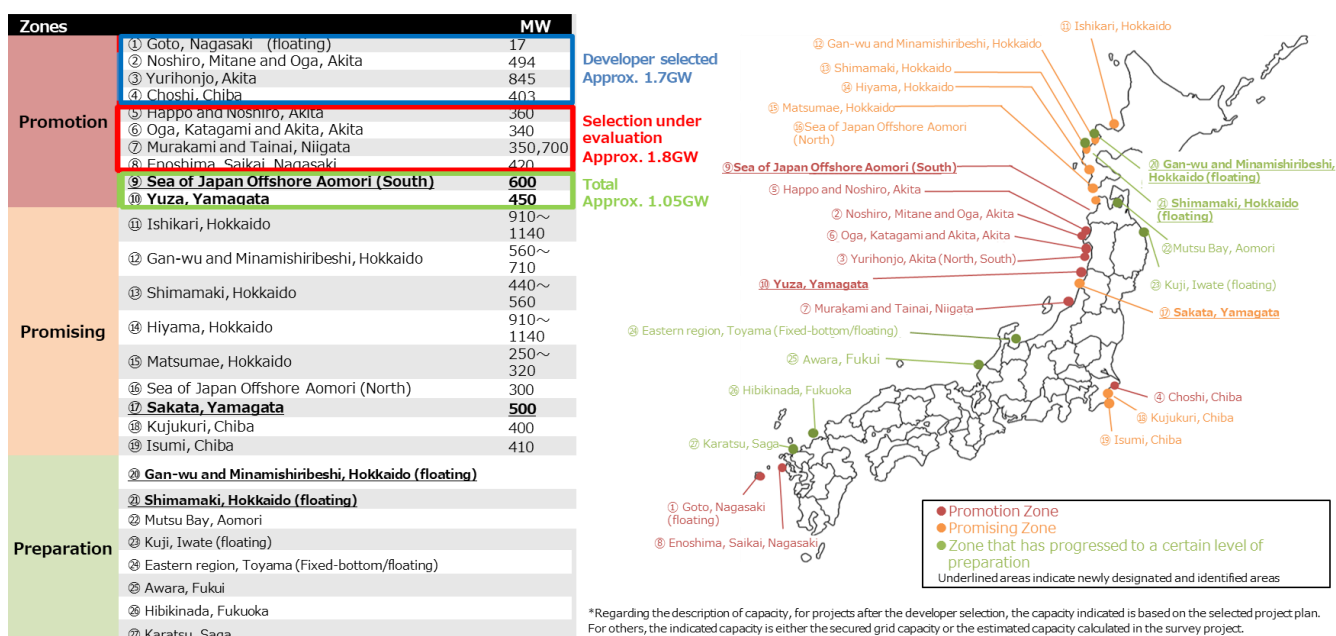 Zones MW
Promotion
① Goto, Nagasaki (floating) 17
② Noshiro, Mitane and Oga, Akita 494
③ Yurihonjo, Akita 845
④ Choshi, Chiba 403
⑤ Happo and Noshiro, Akita 360
⑥ Oga, Katagami and Akita, Akita 340
⑦ Murakami and Tainai, Niigata 350,700
⑧ Enoshima, Saikai, Nagasaki 420
⑨ Sea of Japan Offshore Aomori (South) 600
⑩ Yuza, Yamagata 450
Developer selected
Approx. 1.7GW
Selection under
evaluation
Approx. 1.8GW
Total
Approx. 1.05GW
Promising
⑪ Ishikari, Hokkaido 910～
1140
⑫ Gan-wu and Minamishiribeshi, Hokkaido 560～
710
⑬ Shimamaki, Hokkaido 440～
560
⑭ Hiyama, Hokkaido 910～
1140
⑮ Matsumae, Hokkaido 250～
320
⑯ Sea of Japan Offshore Aomori (North) 300
⑰ Sakata, Yamagata 500
⑱ Kujukuri, Chiba 400
⑲ Isumi, Chiba 410
Preparation
⑳ Gan-wu and Minamishiribeshi, Hokkaido (floating)
㉑ Shimamaki, Hokkaido (floating)
㉒ Mutsu Bay, Aomori
㉓ Kuji, Iwate (floating)
㉔ Eastern region, Toyama (Fixed-bottom/floating)
㉕ Awara, Fukui
㉖ Hibikinada, Fukuoka
㉗ Karatsu, Saga
⑪ Ishikari, Hokkaido
⑫ Gan-wu and Minamishiribeshi, Hokkaido
⑬ Shimamaki, Hokkaido
⑭ Hiyama, Hokkaido
⑮ Matsumae, Hokkaido
⑯Sea of Japan Offshore Aomori
(North)
⑨Sea of Japan Offshore Aomori (South)
⑤ Happo and Noshiro, Akita
② Noshiro, Mitane and Oga, Akita
⑥ Oga, Katagami and Akita, Akita
③ Yurihonjo, Akita (North, South)
⑩ Yuza, Yamagata
⑦ Murakami and Tainai, Niigata
㉔ Eastern region, Toyama (Fixed-bottom/floating)
㉕ Awara, Fukui
㉖ Hibikinada, Fukuoka
㉗ Karatsu, Saga
① Goto, Nagasaki
(floating)
⑧ Enoshima, Saikai, Nagasaki
⑳ Gan-wu and Minamishiribeshi,
Hokkaido (floating)
㉑ Shimamaki, Hokkaido
(floating)
㉒Mutsu Bay, Aomori
㉓ Kuji, Iwate (floating)
⑰ Sakata, Yamagata
④ Choshi, Chiba
⑱ Kujukuri, Chiba
⑲ Isumi, Chiba
Promotion Zone
Promising Zone
Zone that has progressed to a certain level of
preparation
Underlined areas indicate newly designated and identified areas
*Regarding the description of capacity, for projects after the developer selection, the capacity indicated is based on the selected project plan.
For others, the indicated capacity is either the secured grid capacity or the estimated capacity calculated in the survey project.